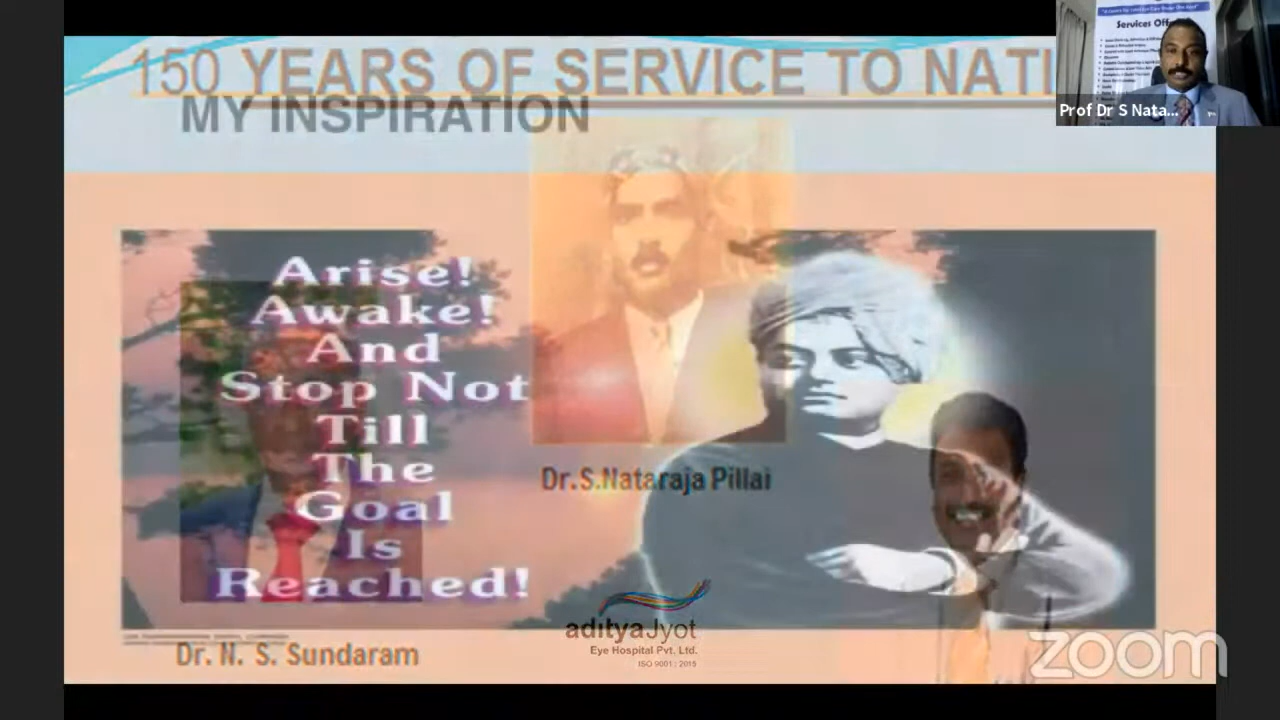 150 YEARS OF SERVICE TO NATI
MY INSPIRATION
Services Off
Prof Dr S Nata...
Arise!
Awake!
And
Stop Not
Till
The
Goal
Is
Reached!
Dr.S.Nataraja Pillai
Dr. N. S. Sundaram
adityaJyot
Eye Hospital Pvt. Ltd.
ISO 9001 : 2015
zoom